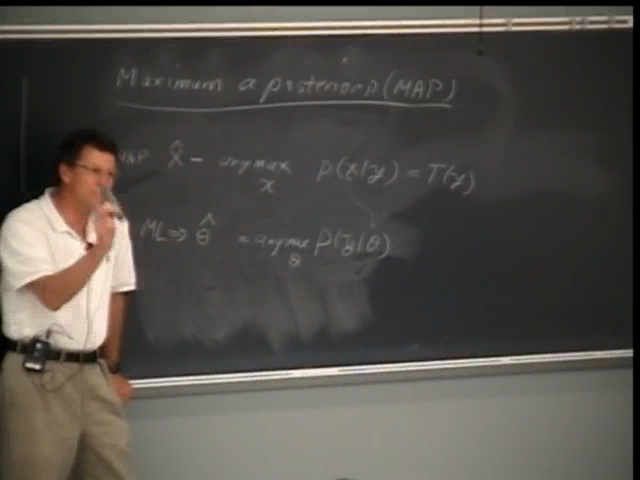 Maximum a posteriori (MAP)
MAP x̂ = argmax p(x|y) = T(y)
x
ML ⇒ θ̂ = argmax p(y|θ)
θ